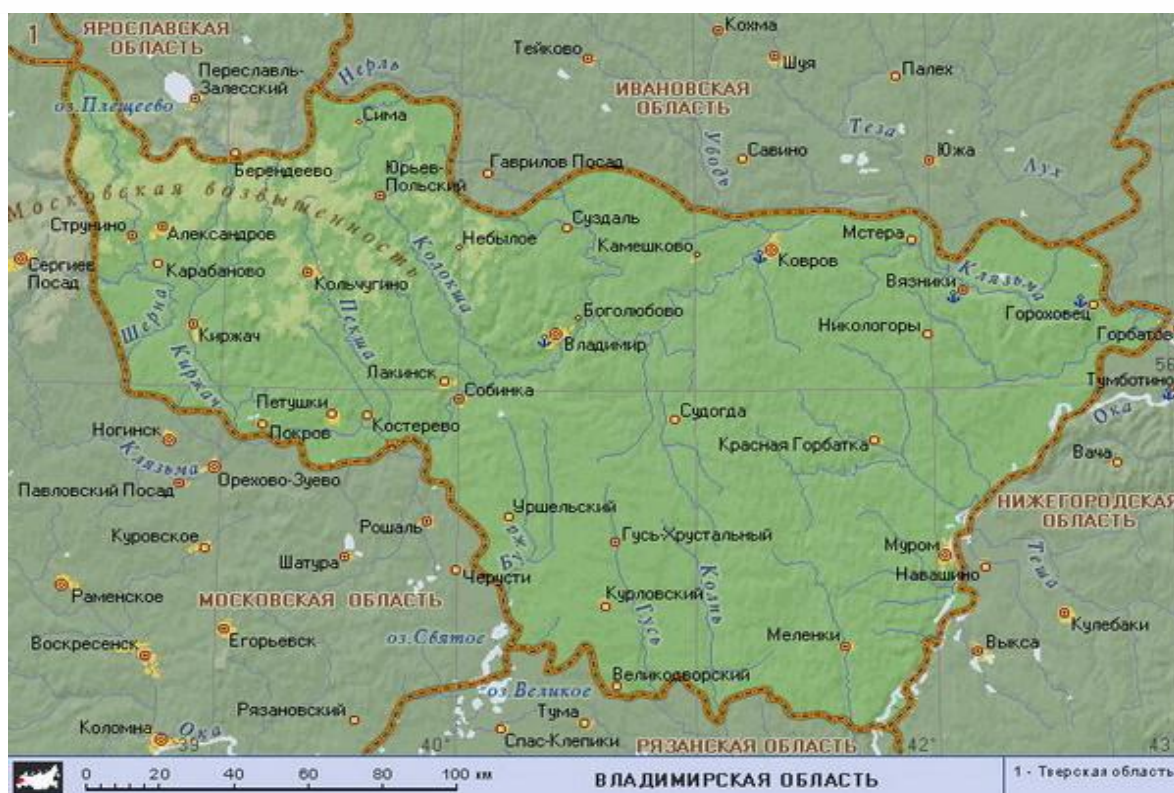 1
ЯРОСЛАВСКАЯ
ОБЛАСТЬ
Переславль-
Залесский
оз.Плещеево
Нерль
Сима
Берендеево
Юрьев-
Польский
Гаврилов Посад
Кохма
Тейково
Шуя
Палех
ИВАНОВСКАЯ
ОБЛАСТЬ
Уводь
Теза
Савино
Южа
Лух
Московская возвышенность
Струнино
Александров
Сергиев
Посад
Карабаново
Кольчугино
Небылое
Суздаль
Камешково
Ковров
Мстера
Вязники
Клязьма
Гороховец
Горбатов
Шерна
Киржач
Киржач
Пекша
Колокша
Боголюбово
Владимир
Никологоры
56
Тумботино
Ока
Лакинск
Собинка
Петушки
Покров
Костерево
Судогда
Красная Горбатка
Вача
Ногинск
Клязьма
Орехово-Зуево
Павловский Посад
НИЖЕГОРОДСКАЯ
ОБЛАСТЬ
Куровское
Рошаль
Шатура
Уршельский
Гусь-Хрустальный
Муром
Навашино
Теша
Черусти
Раменское
МОСКОВСКАЯ ОБЛАСТЬ
Курловский
Гусь
Колпь
Кулебаки
Воскресенск
Егорьевск
оз.Святое
Меленки
Выкса
Великодворский
оз.Великое
Рязановский
Тума
Коломна
Ока
Спас-Клепики
РЯЗАНСКАЯ ОБЛАСТЬ
39
40°
42°
43
0 20 40 60 80 100 км
ВЛАДИМИРСКАЯ ОБЛАСТЬ
1 - Тверская область